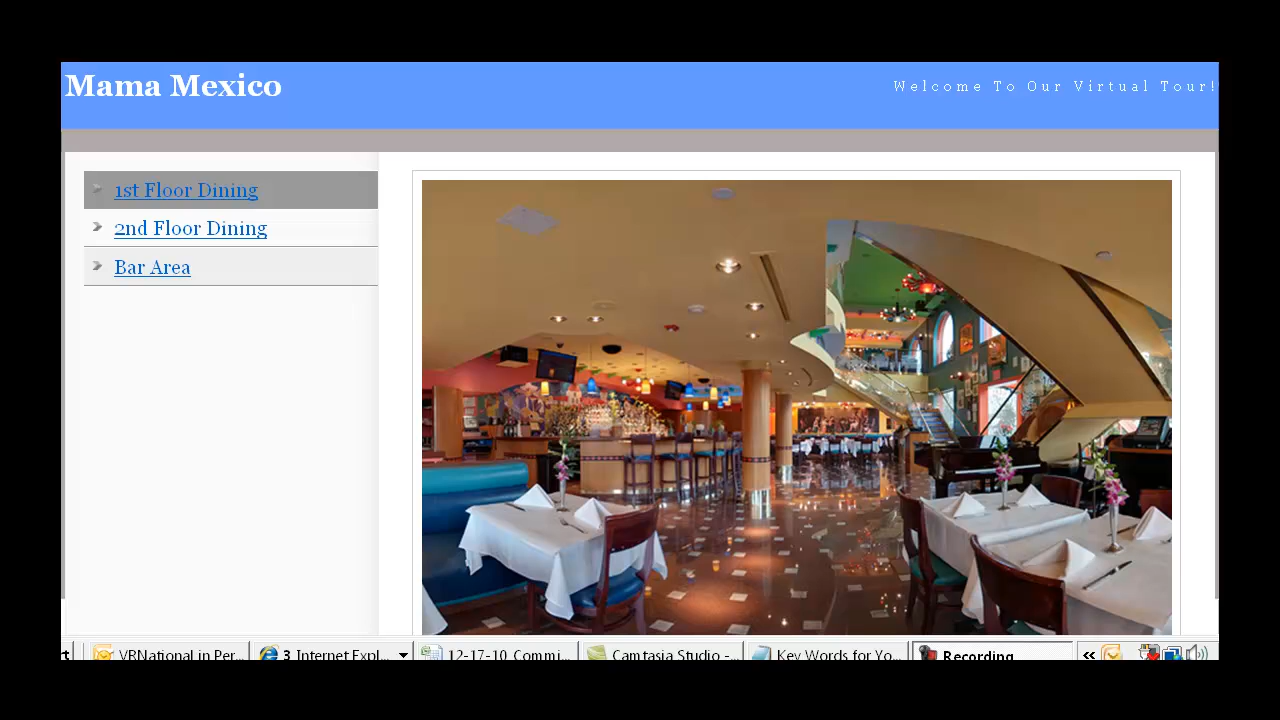 Mama Mexico
Welcome To Our Virtual Tour!
1st Floor Dining
2nd Floor Dining
Bar Area
VRNational in Per...
3 Internet Expl...
12-17-10 Commi...
Camtasia Studio -...
Key Words for Yo...
Recording...